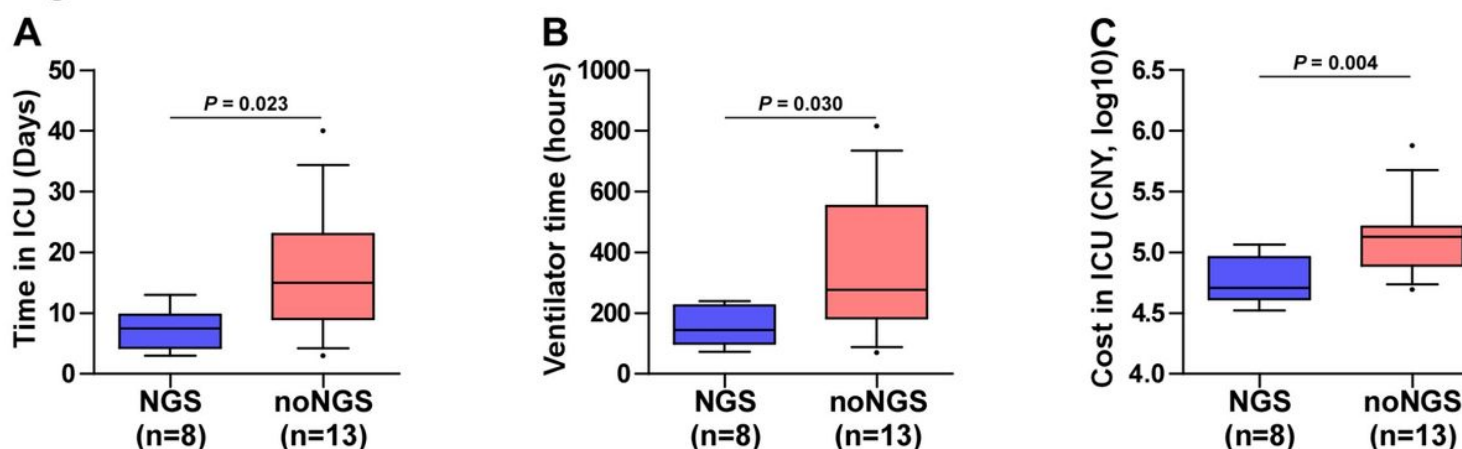 A
Time in ICU (Days)
50
40
30
20
10
0
P = 0.023
NGS
(n=8)
noNGS
(n=13)
B
Ventilator time (hours)
1000
800
600
400
200
0
P = 0.030
NGS
(n=8)
noNGS
(n=13)
C
Cost in ICU (CNY, log10)
6.5
6.0
5.5
5.0
4.5
4.0
P = 0.004
NGS
(n=8)
noNGS
(n=13)